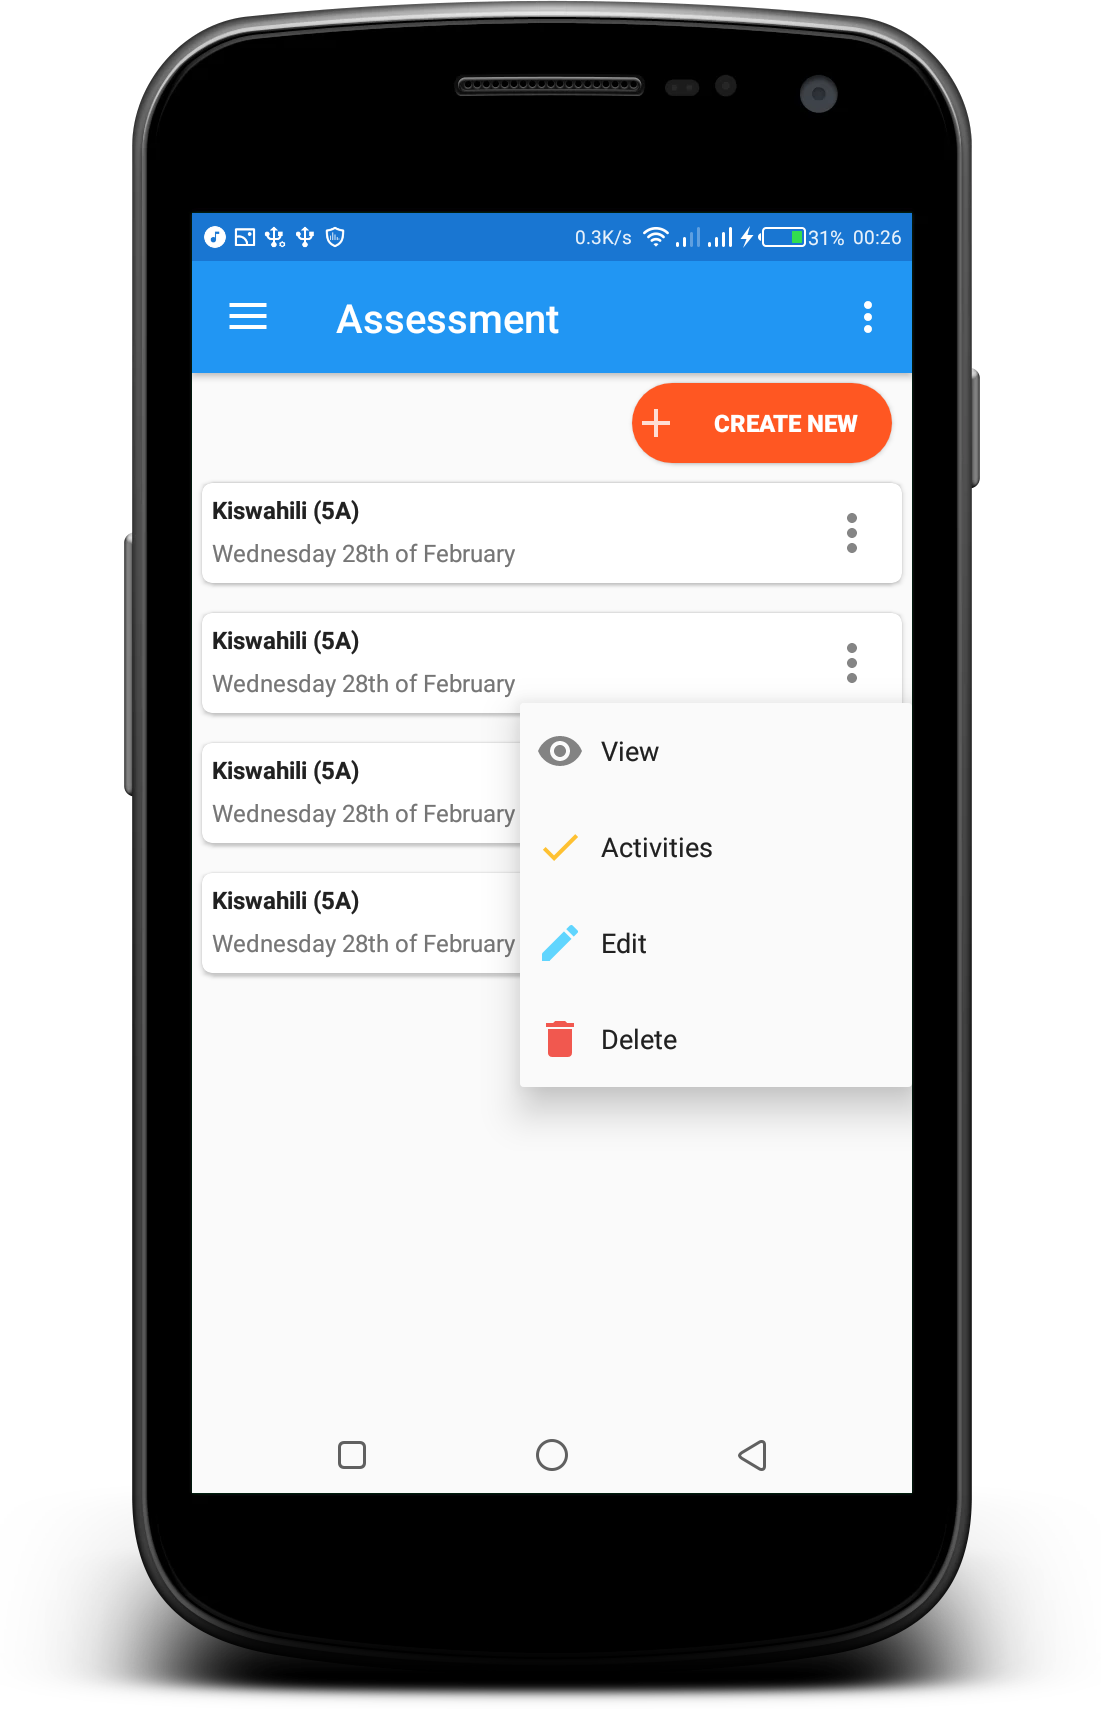 0.3K/s 31% 00:26
Assessment
CREATE NEW
Kiswahili (5A)
Wednesday 28th of February
Kiswahili (5A)
Wednesday 28th of February
Kiswahili (5A)
Wednesday 28th of February
Kiswahili (5A)
Wednesday 28th of February
View
Activities
Edit
Delete